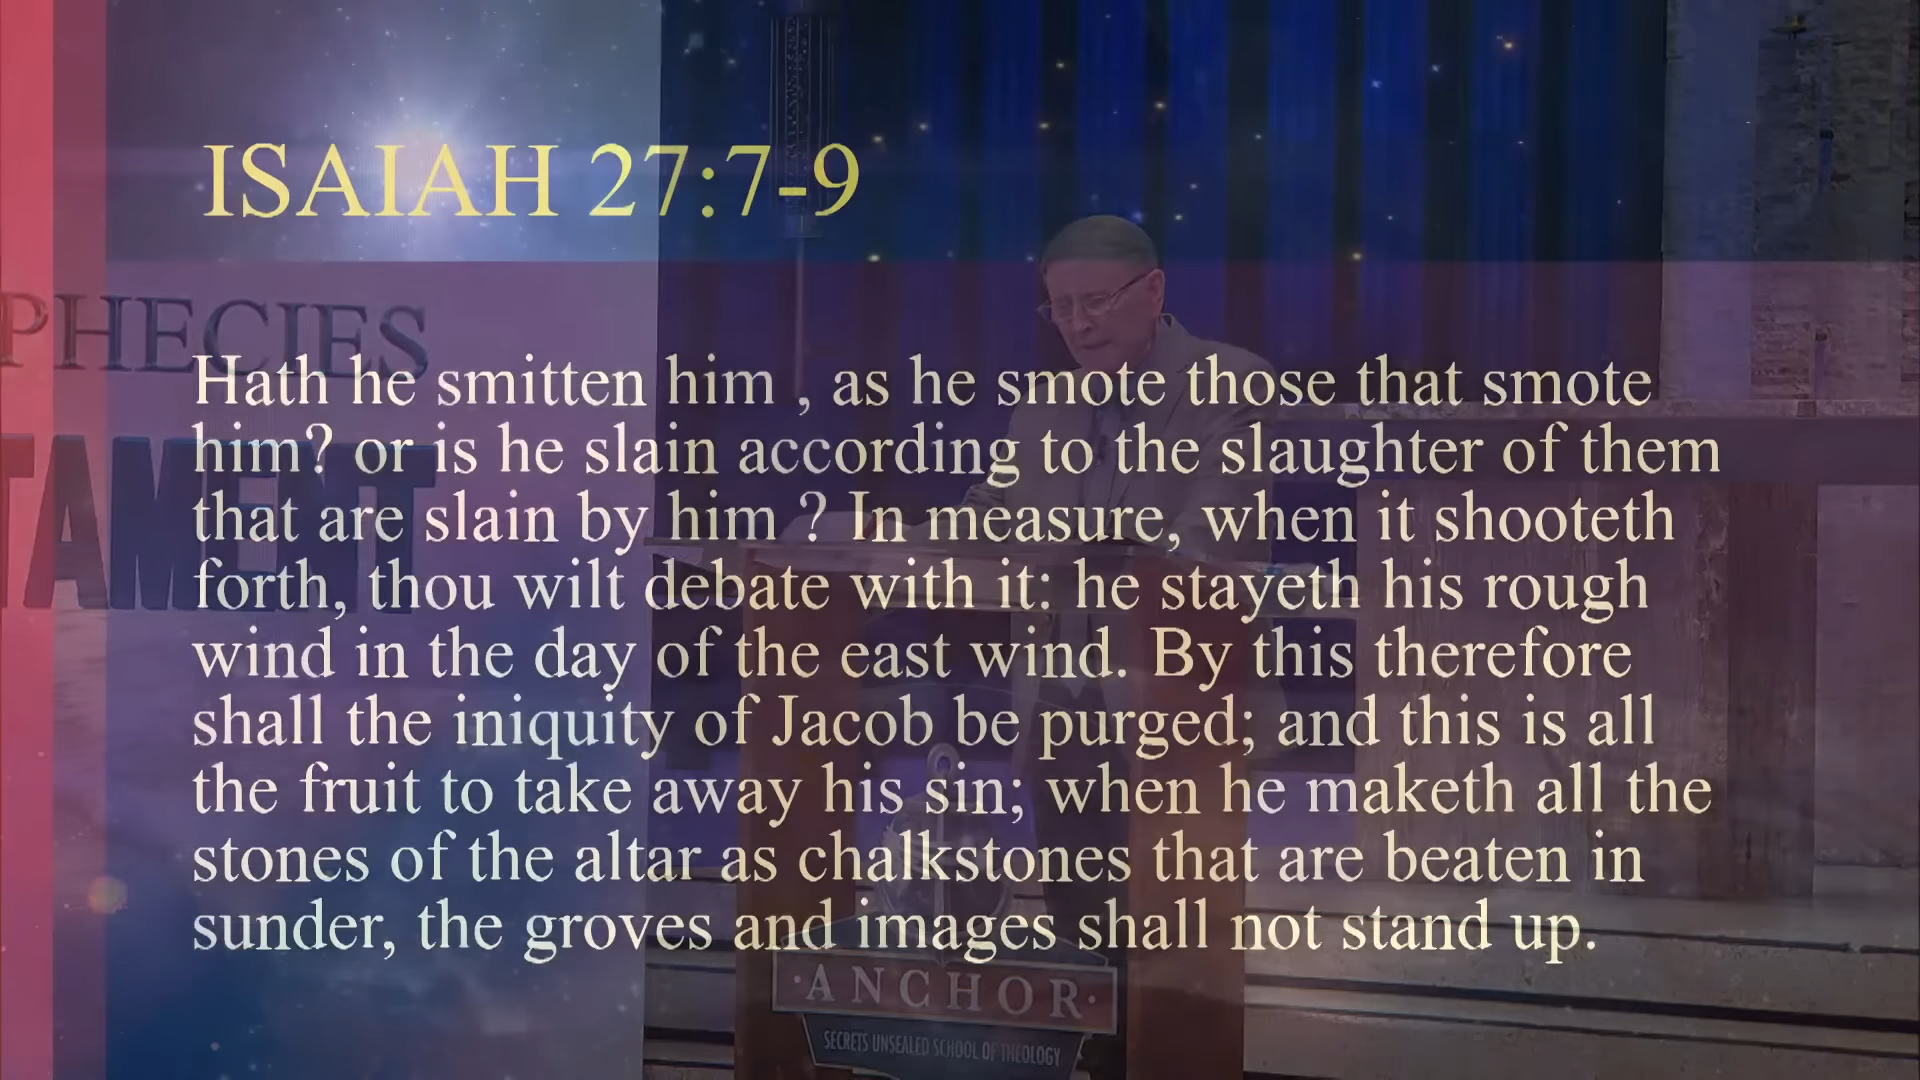 ISAIAH 27:7-9
PHECIES
TAMENT
Hath he smitten him , as he smote those that smote
him? or is he slain according to the slaughter of them
that are slain by him ? In measure, when it shooteth
forth, thou wilt debate with it: he stayeth his rough
wind in the day of the east wind. By this therefore
shall the iniquity of Jacob be purged; and this is all
the fruit to take away his sin; when he maketh all the
stones of the altar as chalkstones that are beaten in
sunder, the groves and images shall not stand up.
·ANCHOR·
SECRETS UNSEALED SCHOOL OF THEOLOGY